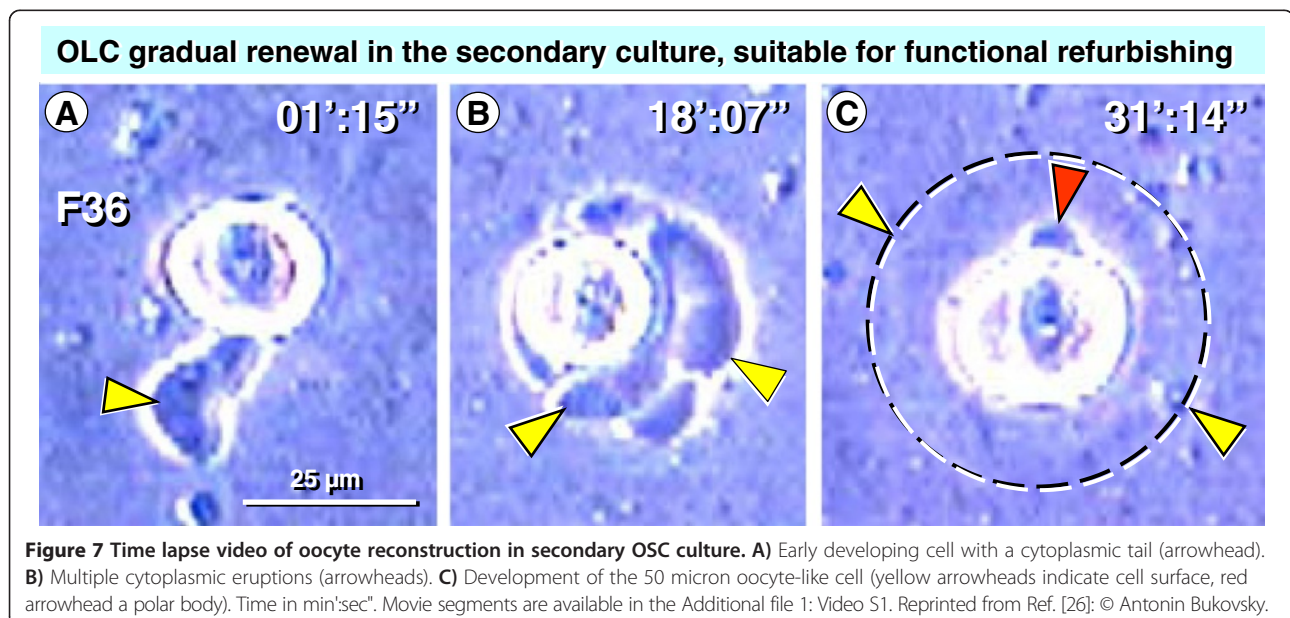 OLC gradual renewal in the secondary culture, suitable for functional refurbishing
A 01':15”
B 18':07”
C 31':14”
F36
25 µm
Figure 7 Time lapse video of oocyte reconstruction in secondary OSC culture. A) Early developing cell with a cytoplasmic tail (arrowhead).
B) Multiple cytoplasmic eruptions (arrowheads). C) Development of the 50 micron oocyte-like cell (yellow arrowheads indicate cell surface, red
arrowhead a polar body). Time in min':sec". Movie segments are available in the Additional file 1: Video S1. Reprinted from Ref. [26]: © Antonin Bukovsky.